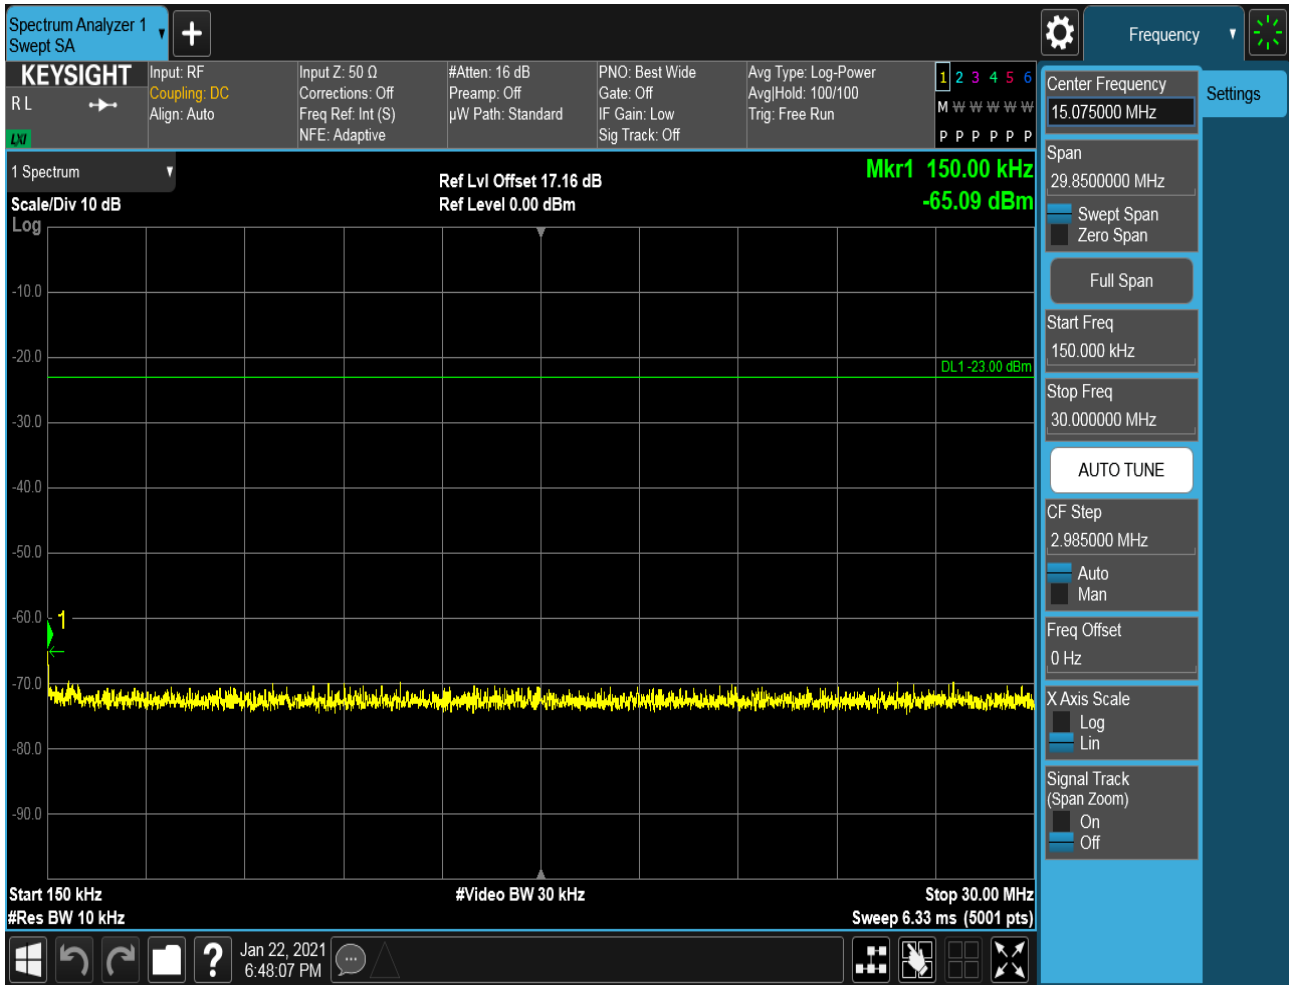 Spectrum Analyzer 1
Swept SA
Frequency
KEYSIGHT
R L
LXI
Input: RF
Coupling: DC
Align: Auto
Input Z: 50 Ω
Corrections: Off
Freq Ref: Int (S)
NFE: Adaptive
#Atten: 16 dB
Preamp: Off
µW Path: Standard
PNO: Best Wide
Gate: Off
IF Gain: Low
Sig Track: Off
Avg Type: Log-Power
Avg|Hold: 100/100
Trig: Free Run
1 2 3 4 5 6
M W W W W W
P P P P P P
1 Spectrum
Scale/Div 10 dB
Log
Ref Lvl Offset 17.16 dB
Ref Level 0.00 dBm
Mkr1 150.00 kHz
-65.09 dBm
-10.0
-20.0
DL1 -23.00 dBm
-30.0
-40.0
-50.0
-60.0
1
-70.0
-80.0
-90.0
Start 150 kHz
#Video BW 30 kHz
Stop 30.00 MHz
#Res BW 10 kHz
Sweep 6.33 ms (5001 pts)
Jan 22, 2021
6:48:07 PM
Center Frequency
15.075000 MHz
Settings
Span
29.8500000 MHz
Swept Span
Zero Span
Full Span
Start Freq
150.000 kHz
Stop Freq
30.000000 MHz
AUTO TUNE
CF Step
2.985000 MHz
Auto
Man
Freq Offset
0 Hz
X Axis Scale
Log
Lin
Signal Track
(Span Zoom)
On
Off